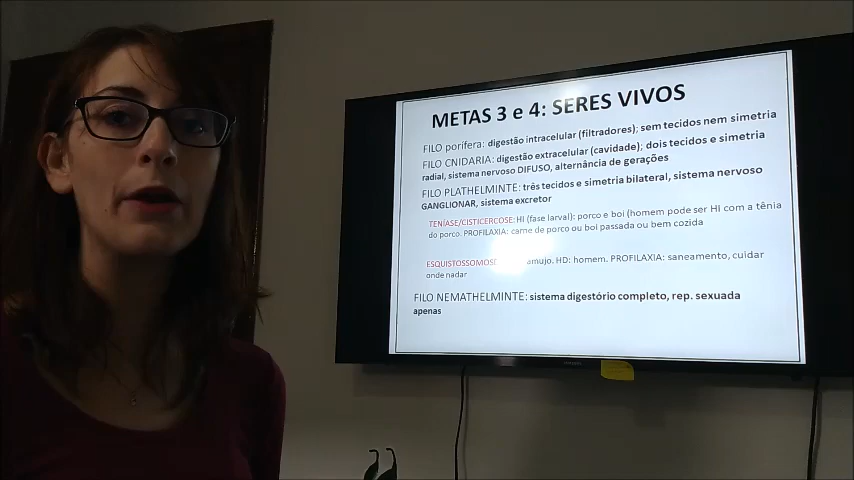 METAS 3 e 4: SERES VIVOS
FILO porífera: digestão intracelular (filtradores); sem tecidos nem simetria
FILO CNIDARIA: digestão extracelular (cavidade); dois tecidos e simetria
radial, sistema nervoso DIFUSO, alternância de gerações
FILO PLATHELMINTE: três tecidos e simetria bilateral, sistema nervoso
GANGLIONAR, sistema excretor
TENÍASE/CISTICERCOSE: HI (fase larval): porco e boi (homem pode ser HI com a tênia
do porco. PROFILAXIA: carne de porco ou boi passada ou bem cozida
ESQUISTOSSOMOS amujo. HD: homem. PROFILAXIA: saneamento, cuidar
onde nadar
FILO NEMATHELMINTE: sistema digestório completo, rep. sexuada
apenas